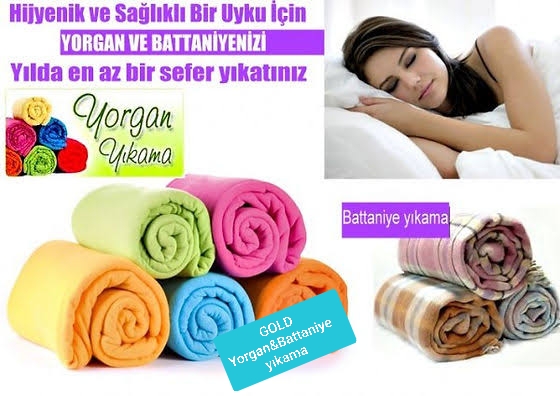 Hijyenik ve Sağlıklı Bir Uyku İçin
YORGAN VE BATTANİYENİZİ
Yılda en az bir sefer yıkatınız
Yorgan
Yıkama
Battaniye yıkama
GOLD
Yorgan&Battaniye
yıkama